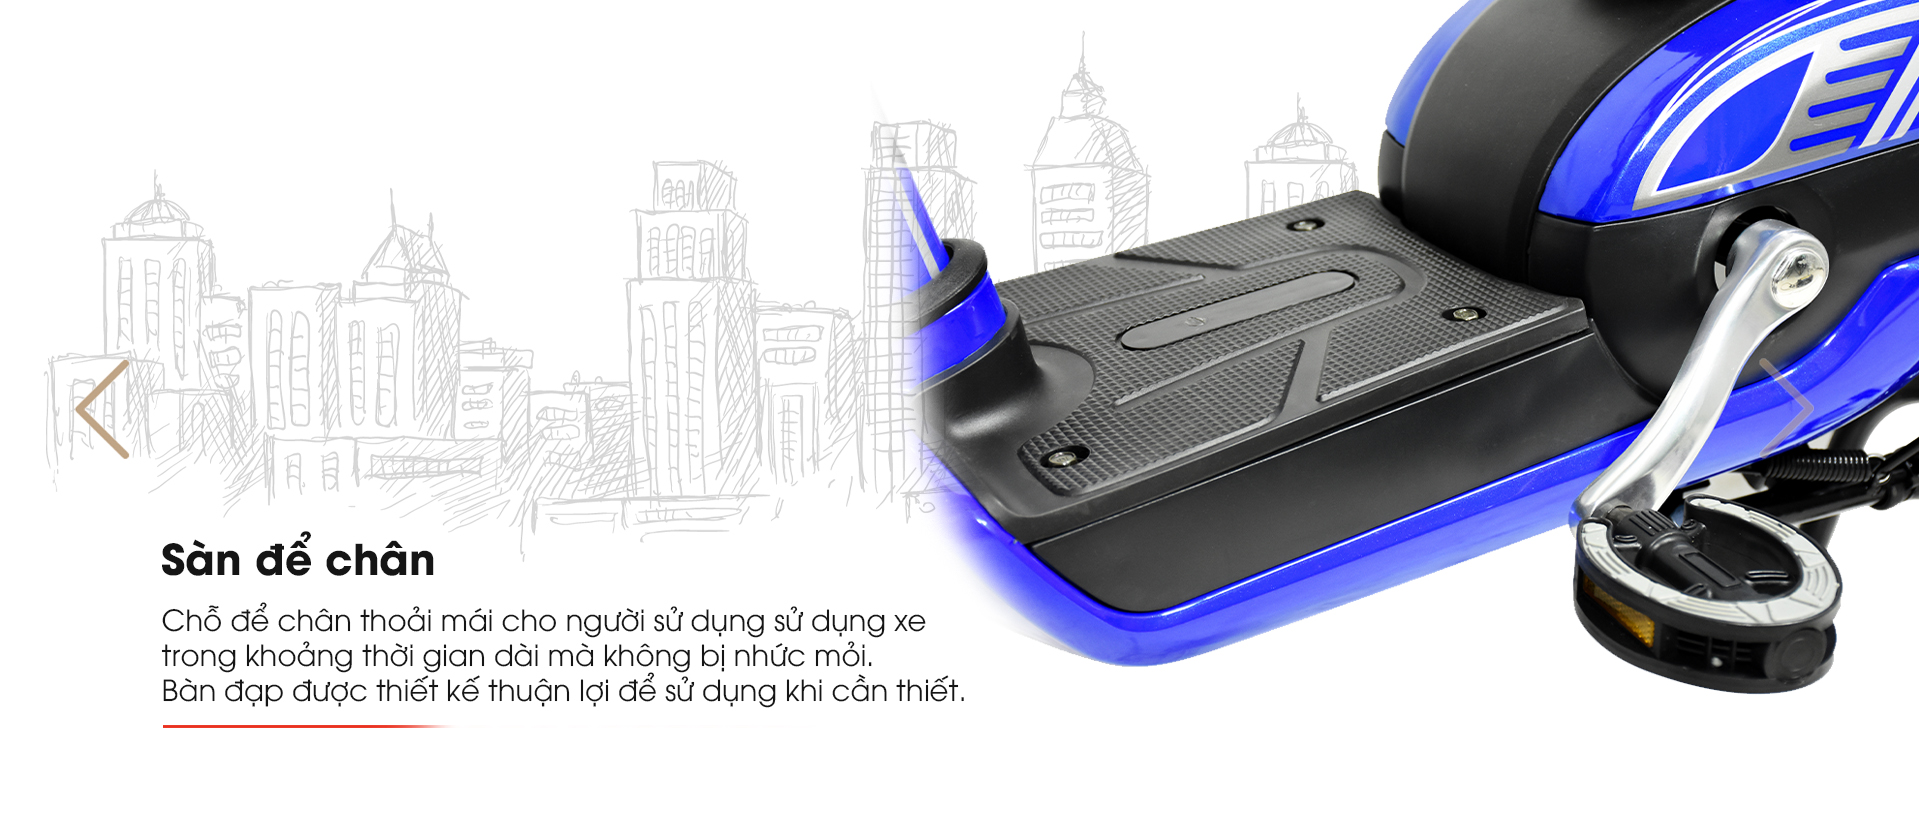 Sàn để chân
Chỗ để chân thoải mái cho người sử dụng sử dụng xe
trong khoảng thời gian dài mà không bị nhức mỏi.
Bàn đạp được thiết kế thuận lợi để sử dụng khi cần thiết.